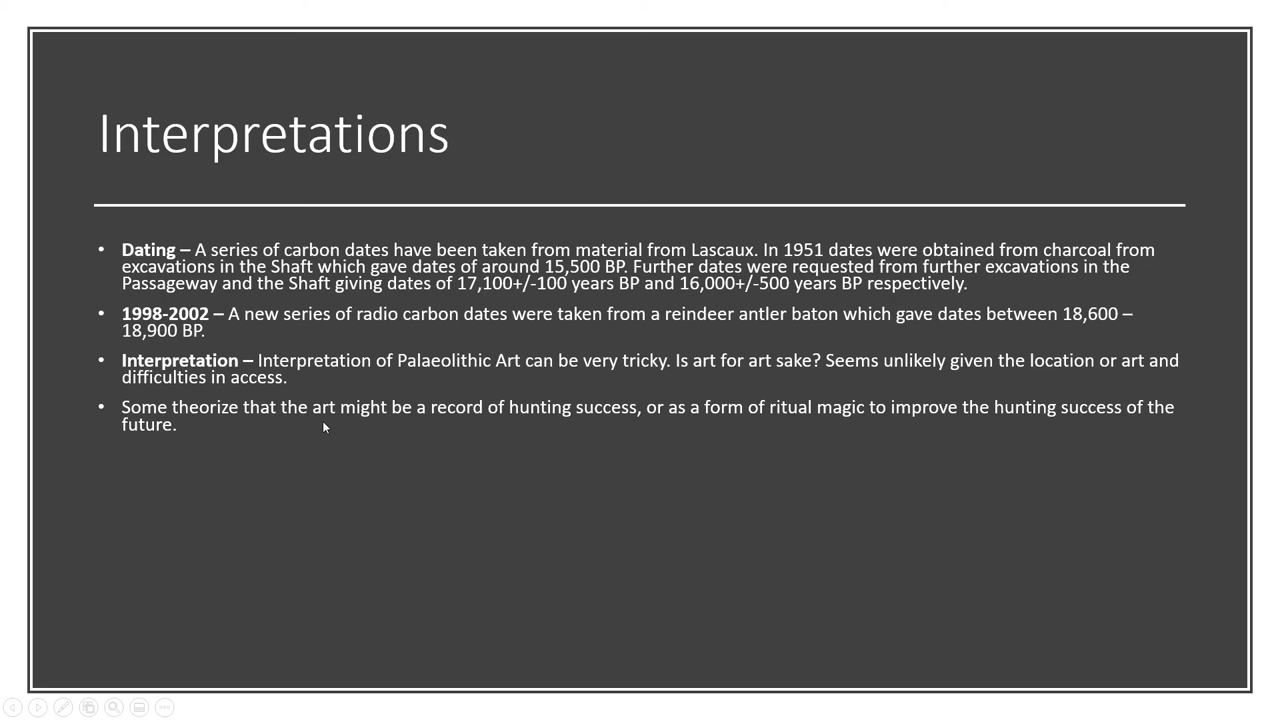 Interpretations
• Dating – A series of carbon dates have been taken from material from Lascaux. In 1951 dates were obtained from charcoal from
excavations in the Shaft which gave dates of around 15,500 BP. Further dates were requested from further excavations in the
Passageway and the Shaft giving dates of 17,100+/-100 years BP and 16,000+/-500 years BP respectively.
• 1998-2002 – A new series of radio carbon dates were taken from a reindeer antler baton which gave dates between 18,600 –
18,900 BP.
• Interpretation – Interpretation of Palaeolithic Art can be very tricky. Is art for art sake? Seems unlikely given the location or art and
difficulties in access.
• Some theorize that the art might be a record of hunting success, or as a form of ritual magic to improve the hunting success of the
future.